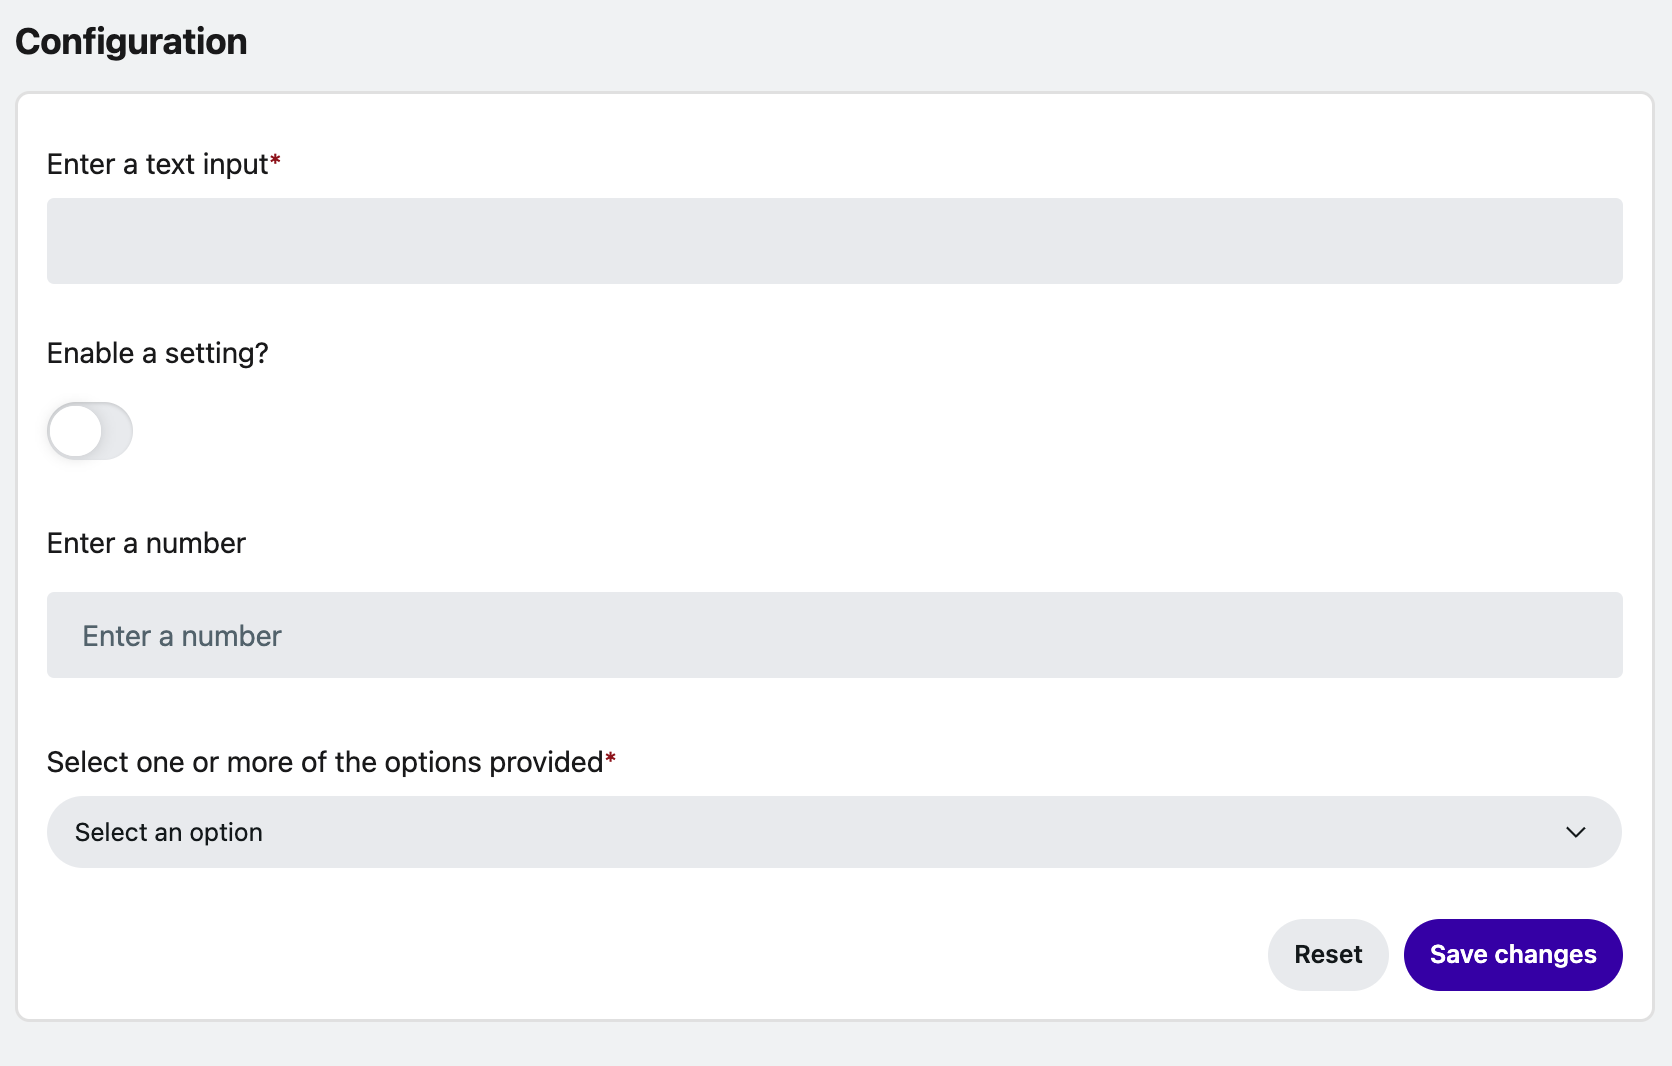 Configuration
Enter a text input*
Enable a setting?
Enter a number
Enter a number
Select one or more of the options provided*
Select an option
Reset Save changes